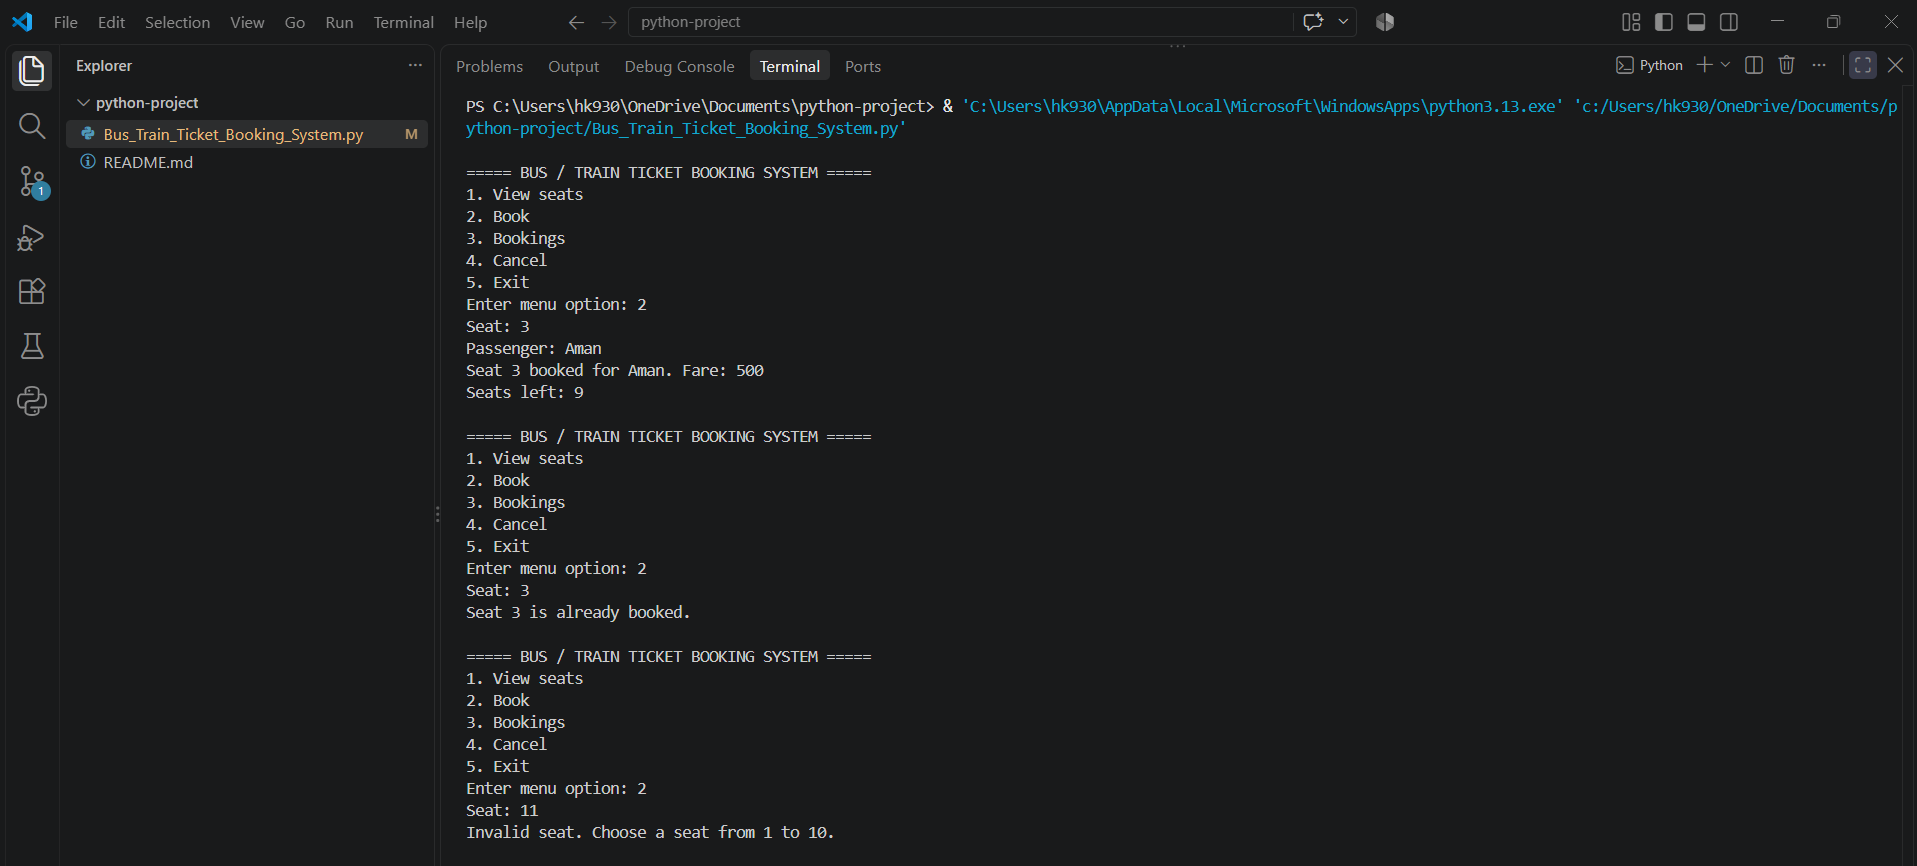 File Edit Selection View Go Run Terminal Help
python-project
Explorer
python-project
Bus_Train_Ticket_Booking_System.py M
README.md
1
Problems Output Debug Console Terminal Ports
Python
PS C:\Users\hk930\OneDrive\Documents\python-project> & 'C:\Users\hk930\AppData\Local\Microsoft\WindowsApps\python3.13.exe' 'c:/Users/hk930/OneDrive/Documents/p
ython-project/Bus_Train_Ticket_Booking_System.py'
===== BUS / TRAIN TICKET BOOKING SYSTEM =====
1. View seats
2. Book
3. Bookings
4. Cancel
5. Exit
Enter menu option: 2
Seat: 3
Passenger: Aman
Seat 3 booked for Aman. Fare: 500
Seats left: 9
===== BUS / TRAIN TICKET BOOKING SYSTEM =====
1. View seats
2. Book
3. Bookings
4. Cancel
5. Exit
Enter menu option: 2
Seat: 3
Seat 3 is already booked.
===== BUS / TRAIN TICKET BOOKING SYSTEM =====
1. View seats
2. Book
3. Bookings
4. Cancel
5. Exit
Enter menu option: 2
Seat: 11
Invalid seat. Choose a seat from 1 to 10.